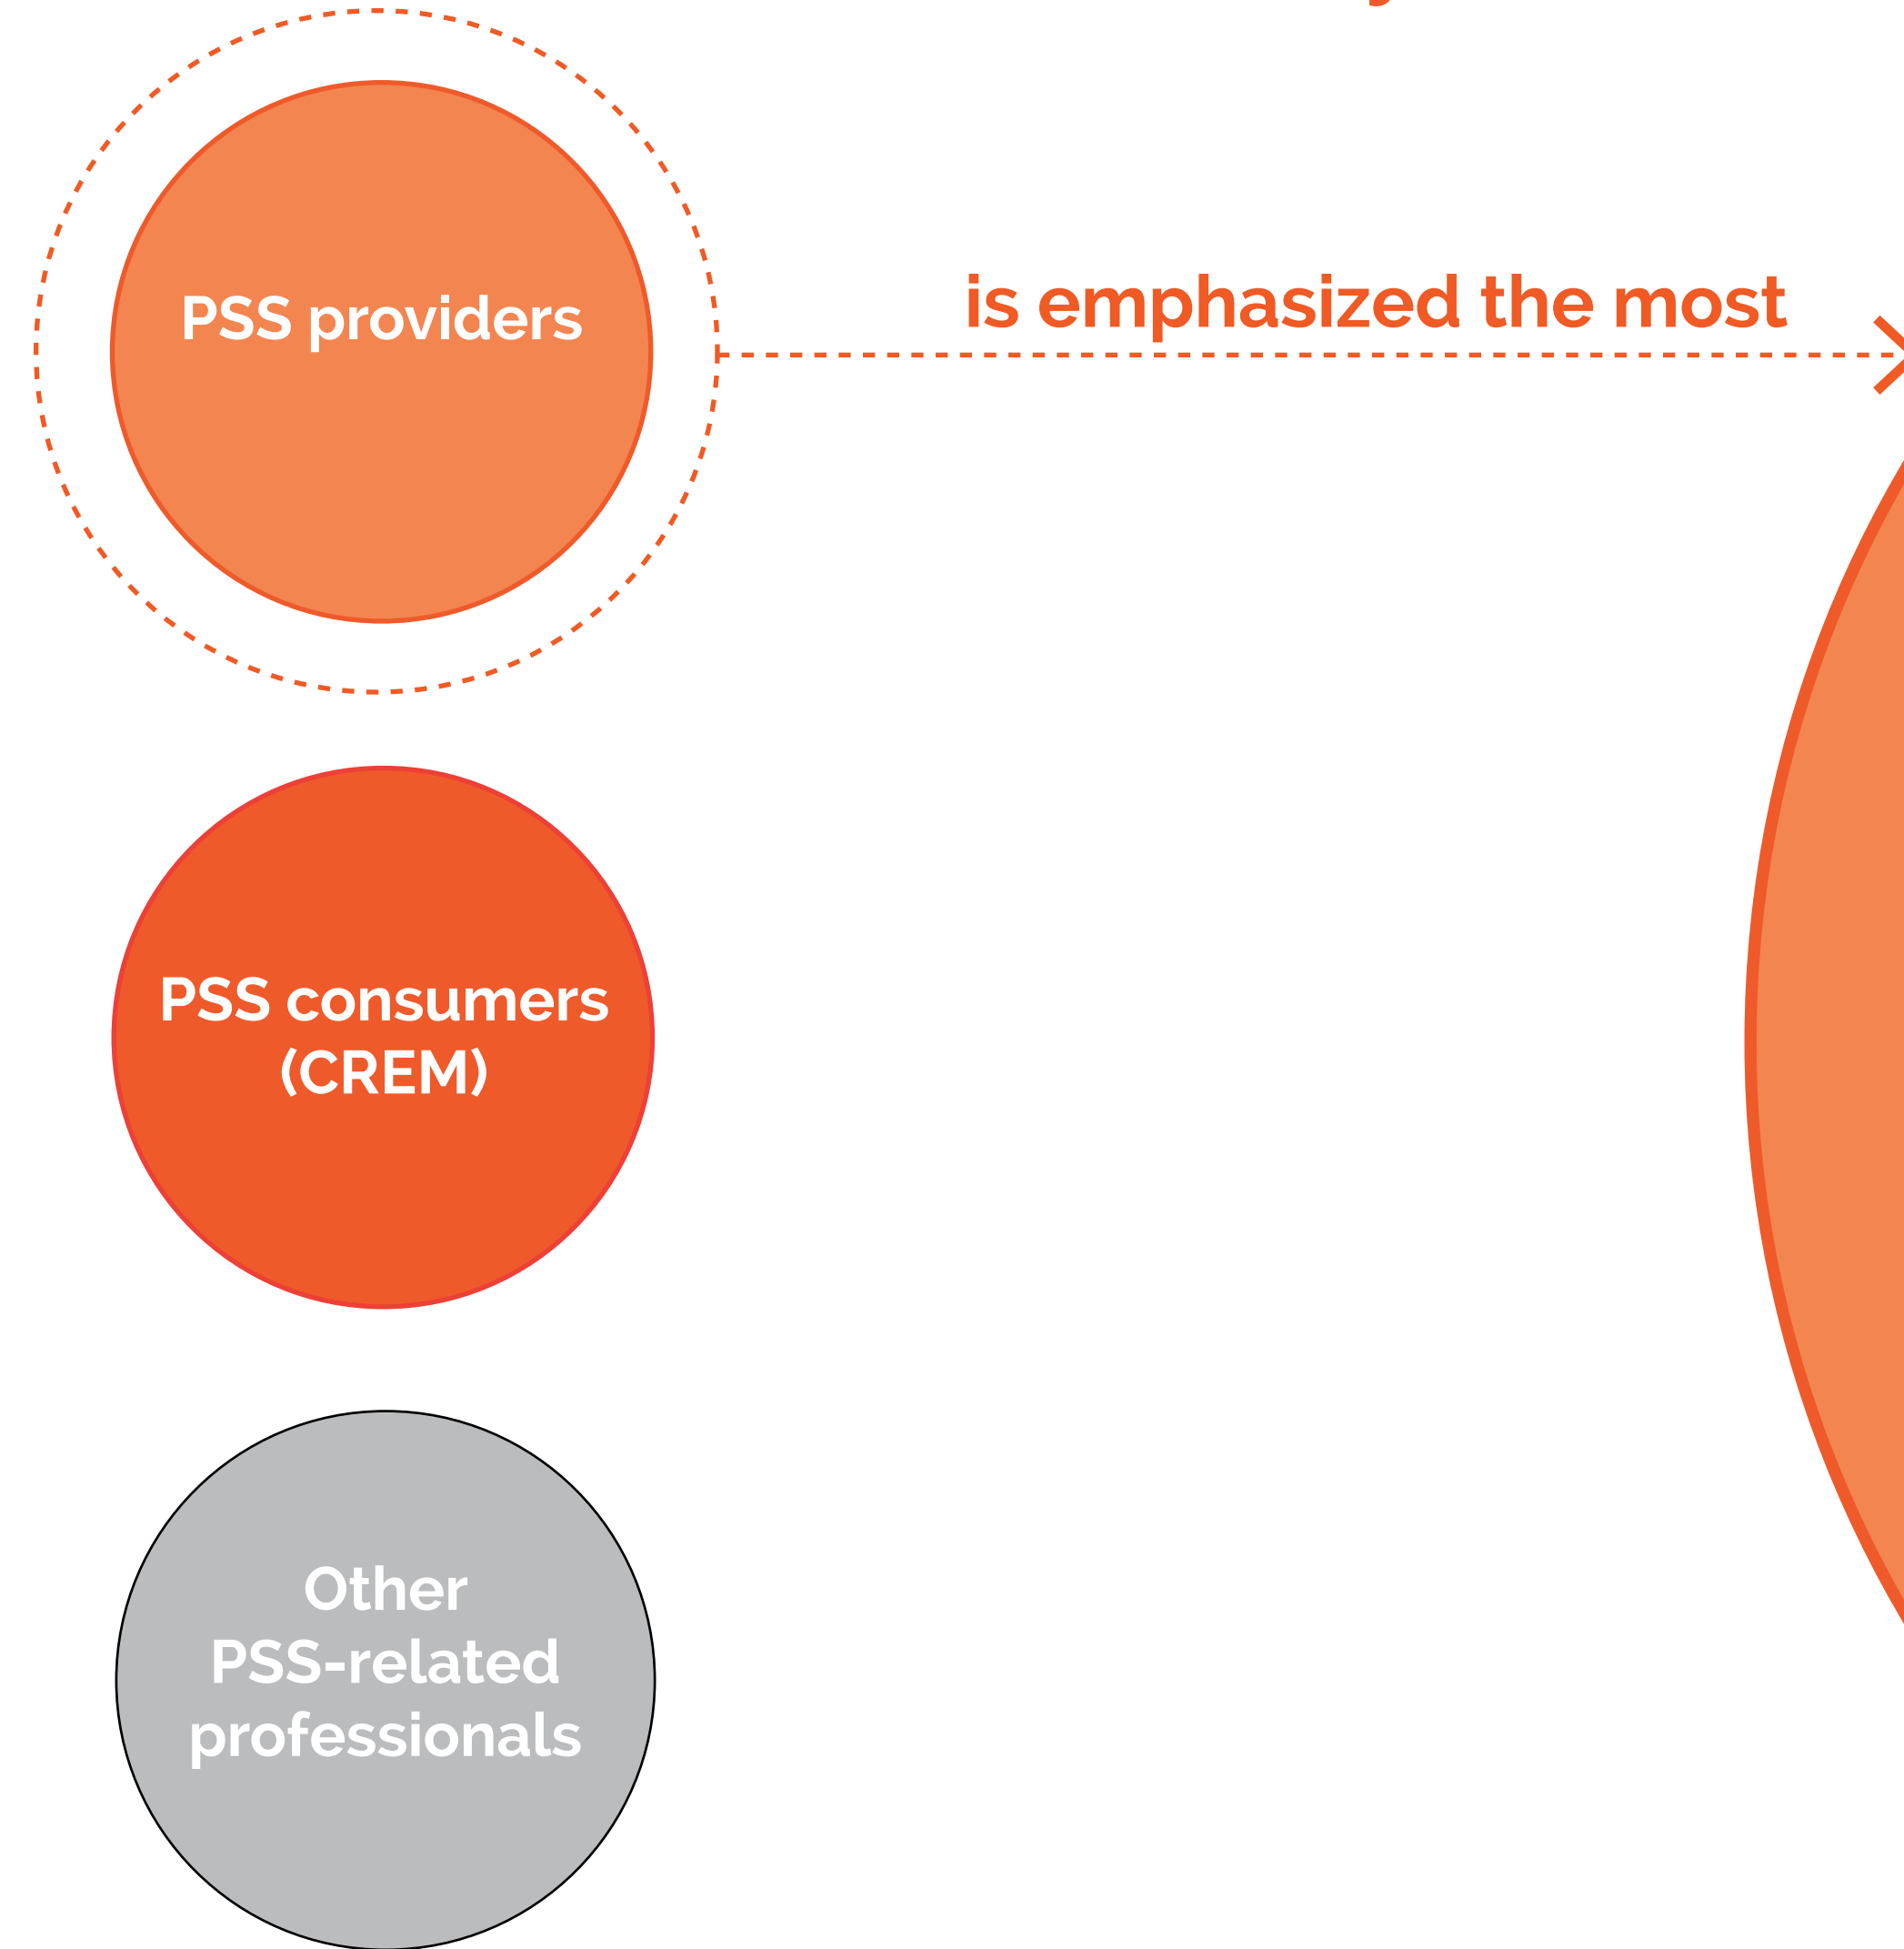 PSS providers
is emphasized the most
PSS consumers
(CREM)
Other
PSS-related
professionals